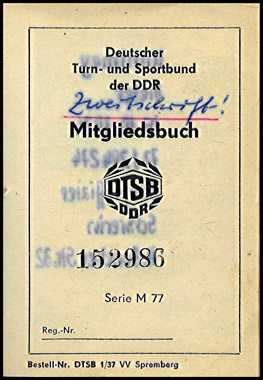 Deutscher
Turn- und Sportbund
der DDR
Zweitschrift!
Mitgliedsbuch
DTSB
DDR
152986
Serie M 77
Reg.-Nr.
Bestell-Nr. DTSB 1/37 VV Spremberg